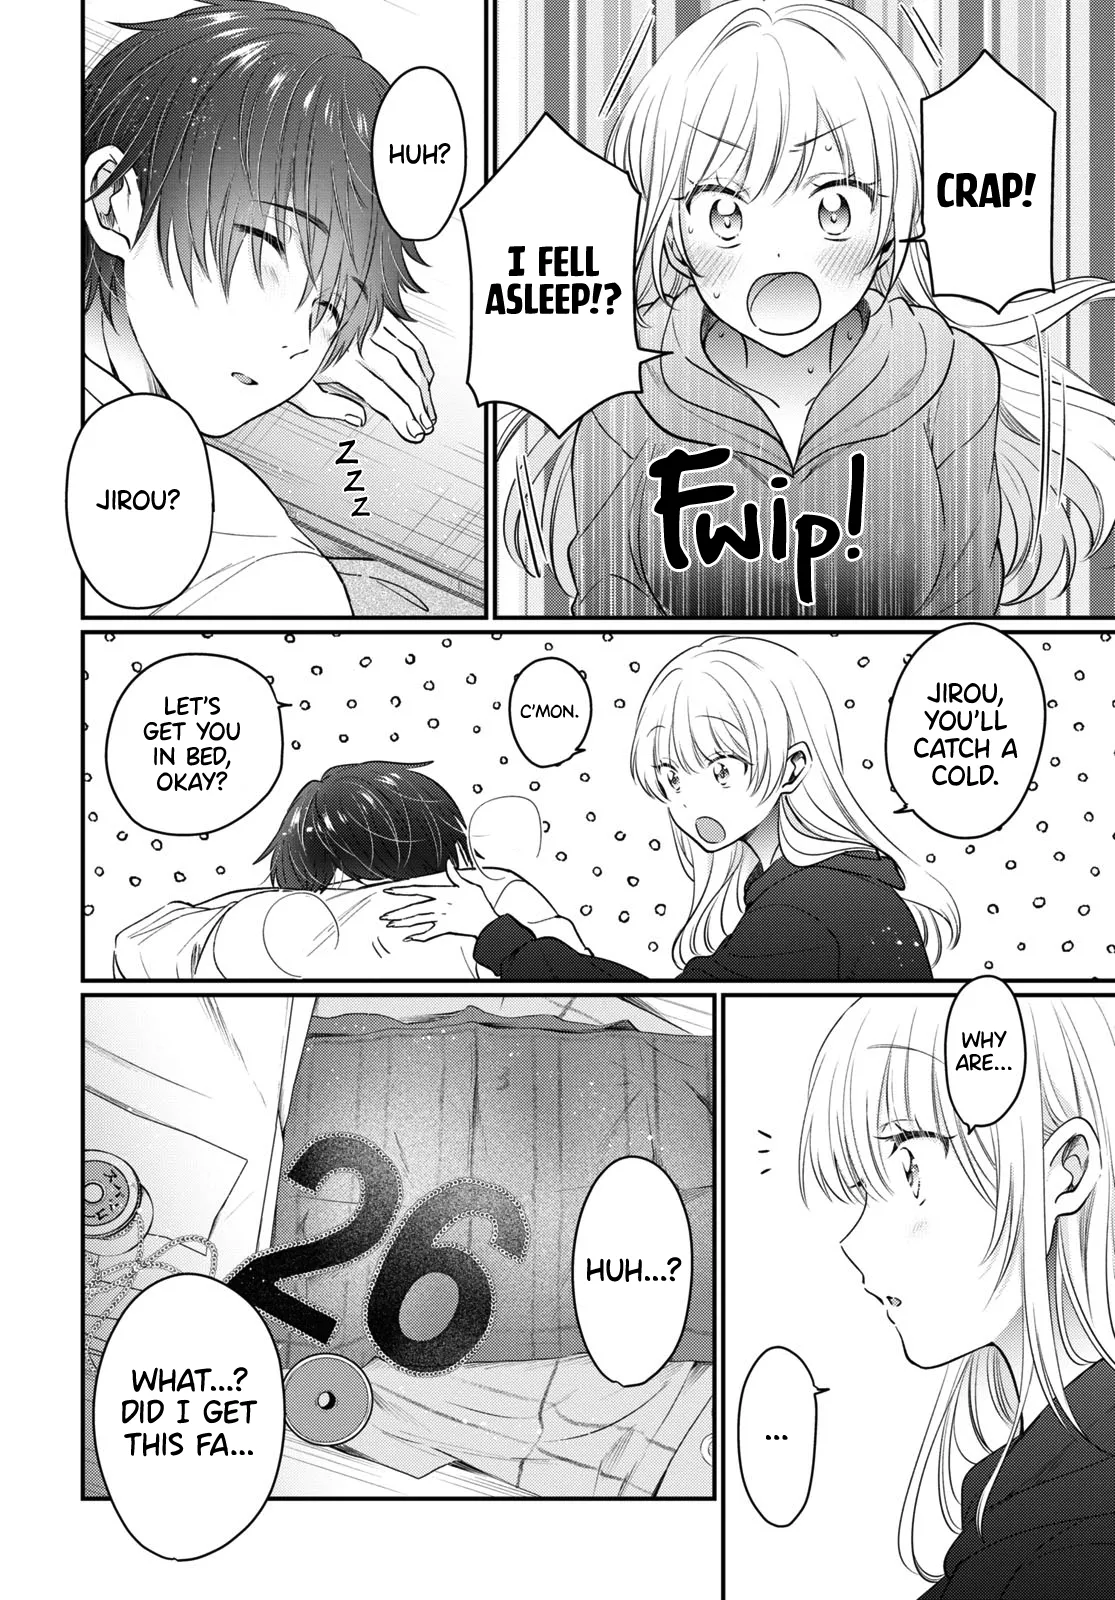 CRAP!
I FELL
ASLEEP!?
Fwip!
HUH?
JIROU?
Z
Z
Z
JIROU,
YOU'LL
CATCH A
COLD.
C'MON.
LET'S
GET YOU
IN BED,
OKAY?
WHY
ARE...
...
26
HUH...?
WHAT...?
DID I GET
THIS FA...